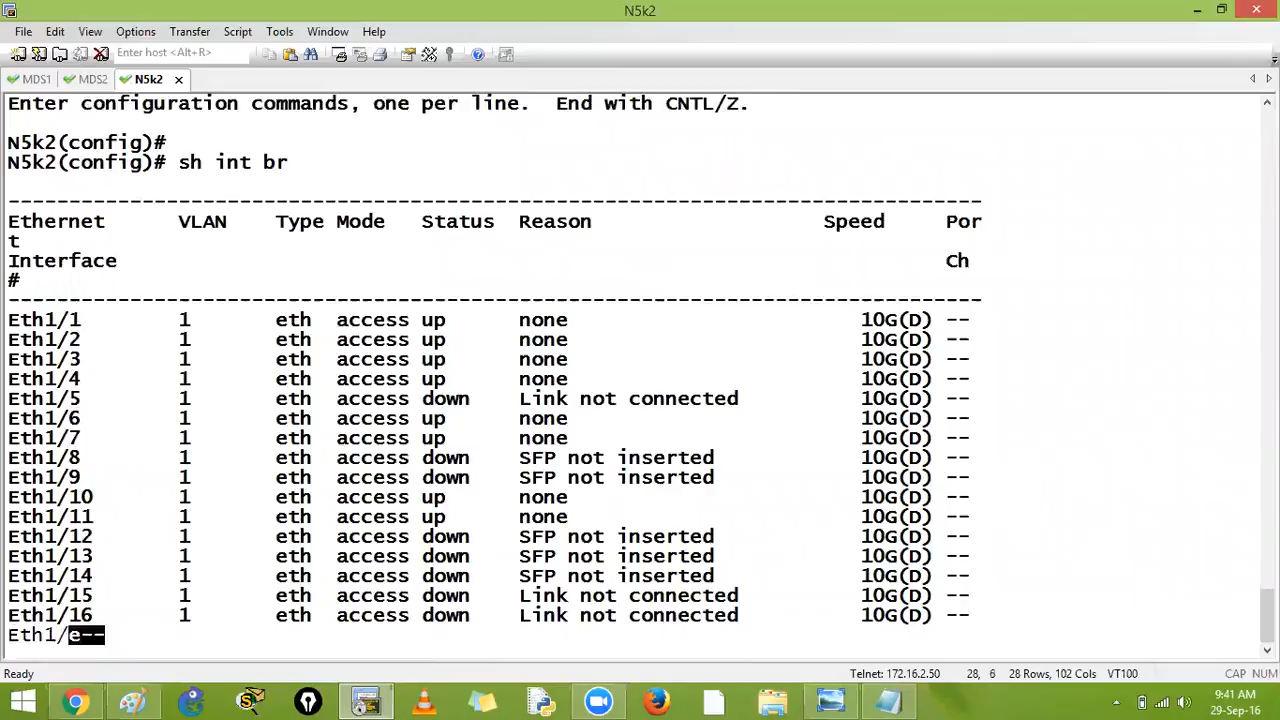 N5k2
File Edit View Options Transfer Script Tools Window Help
Enter host <Alt+R>
MDS1 MDS2 N5k2
Enter configuration commands, one per line.  End with CNTL/Z.
N5k2(config)#
N5k2(config)# sh int br
--------------------------------------------------------------------------------
Ethernet      VLAN    Type Mode   Status  Reason                   Speed     Por
t
Interface                                                                    Ch
#
--------------------------------------------------------------------------------
Eth1/1        1       eth  access up      none                        10G(D) --
Eth1/2        1       eth  access up      none                        10G(D) --
Eth1/3        1       eth  access up      none                        10G(D) --
Eth1/4        1       eth  access up      none                        10G(D) --
Eth1/5        1       eth  access down    Link not connected          10G(D) --
Eth1/6        1       eth  access up      none                        10G(D) --
Eth1/7        1       eth  access up      none                        10G(D) --
Eth1/8        1       eth  access down    SFP not inserted            10G(D) --
Eth1/9        1       eth  access down    SFP not inserted            10G(D) --
Eth1/10       1       eth  access up      none                        10G(D) --
Eth1/11       1       eth  access up      none                        10G(D) --
Eth1/12       1       eth  access down    SFP not inserted            10G(D) --
Eth1/13       1       eth  access down    SFP not inserted            10G(D) --
Eth1/14       1       eth  access down    SFP not inserted            10G(D) --
Eth1/15       1       eth  access down    Link not connected          10G(D) --
Eth1/16       1       eth  access down    Link not connected          10G(D) --
Eth1/e--
Ready Telnet: 172.16.2.50 28, 6 28 Rows, 102 Cols VT100 CAP NUM
9:41 AM
29-Sep-16